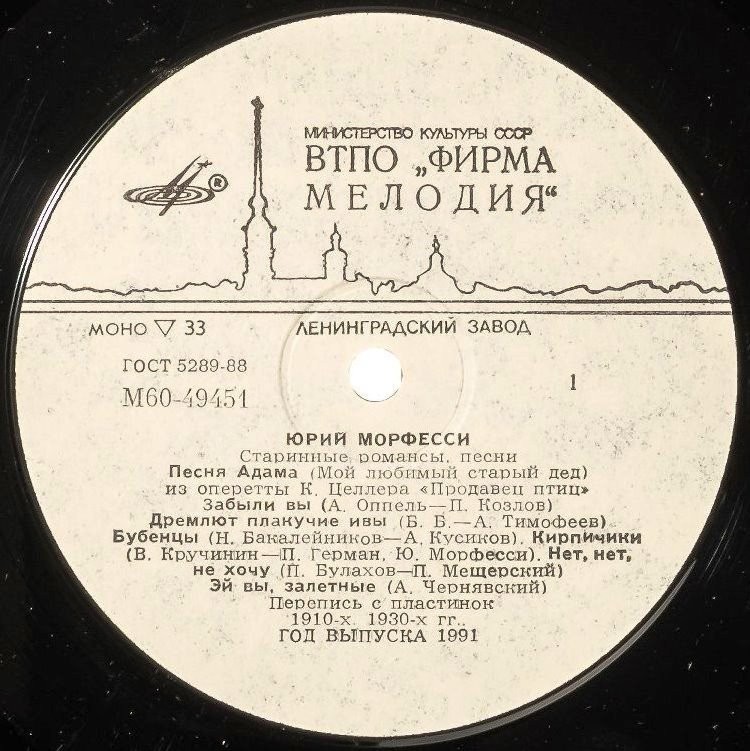 МИНИСТЕРСТВО КУЛЬТУРЫ СССР
ВТПО „ФИРМА
МЕЛОДИЯ“
®
МОНО ▽ 33
ЛЕНИНГРАДСКИЙ ЗАВОД
ГОСТ 5289-88
М60-49451
1
ЮРИЙ МОРФЕССИ
Старинные романсы, песни
Песня Адама (Мой любимый старый дед)
из оперетты К. Целлера «Продавец птиц»
Забыли вы (А. Оппель—П. Козлов)
Дремлют плакучие ивы (Б. Б.—А. Тимофеев)
Бубенцы (Н. Бакалейников—А. Кусиков). Кирпичики
(В. Кручинин—П. Герман, Ю. Морфесси). Нет, нет,
не хочу (П. Булахов—П. Мещерский)
Эй вы, залетные (А. Чернявский)
Перепись с пластинок
1910-х. 1930-х гг..
ГОД ВЫПУСКА 1991